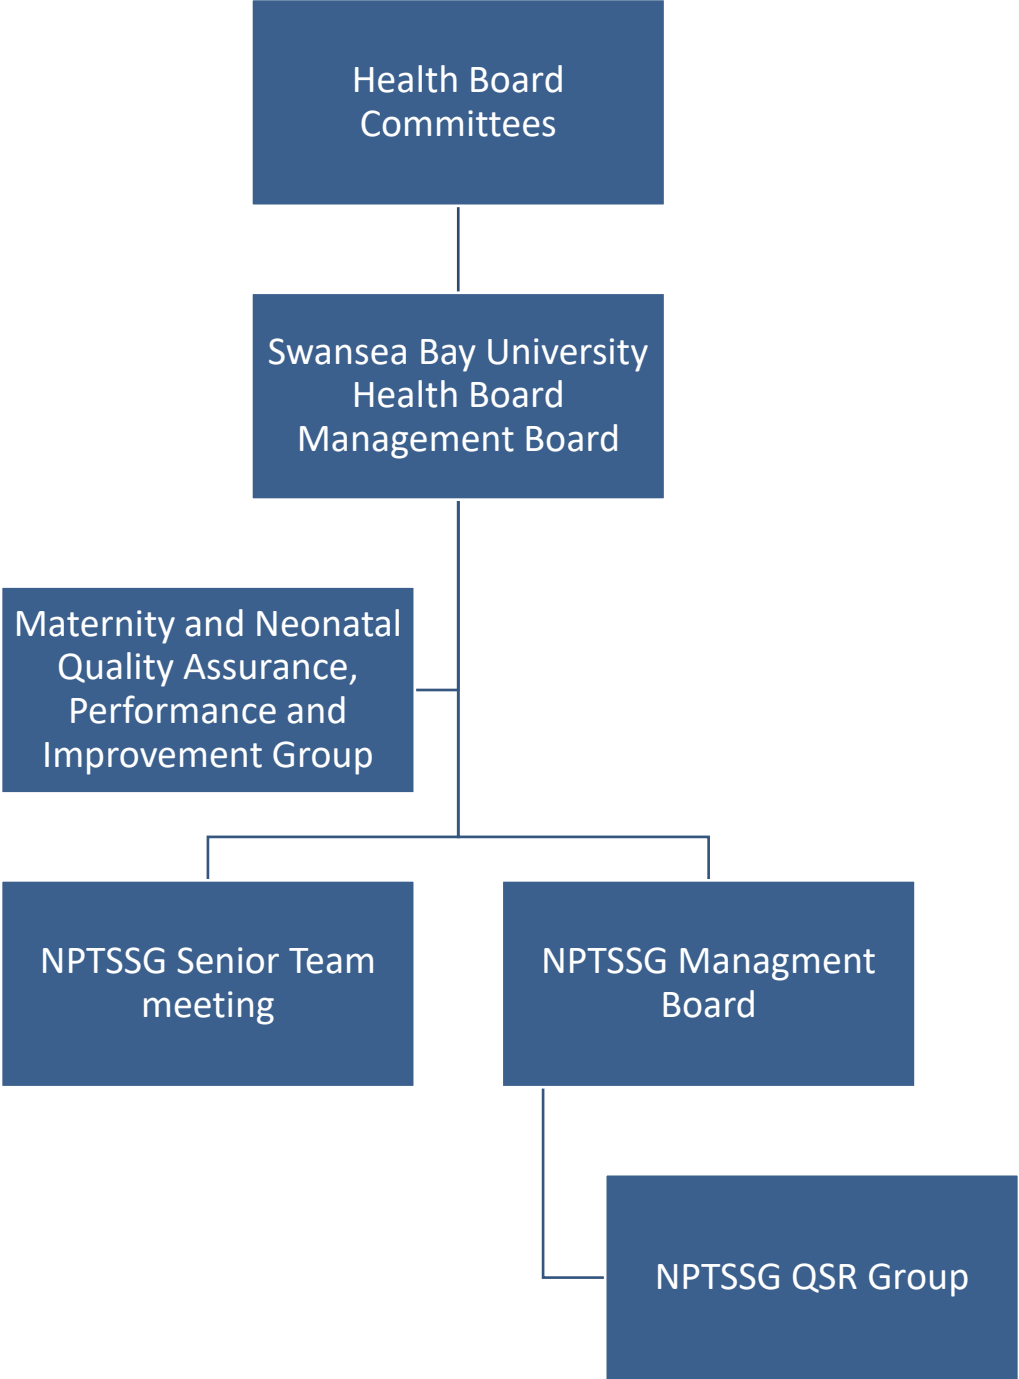 Health Board
Committees
Swansea Bay University
Health Board
Management Board
Maternity and Neonatal
Quality Assurance,
Performance and
Improvement Group
NPTSSG Senior Team
meeting
NPTSSG Managment
Board
NPTSSG QSR Group